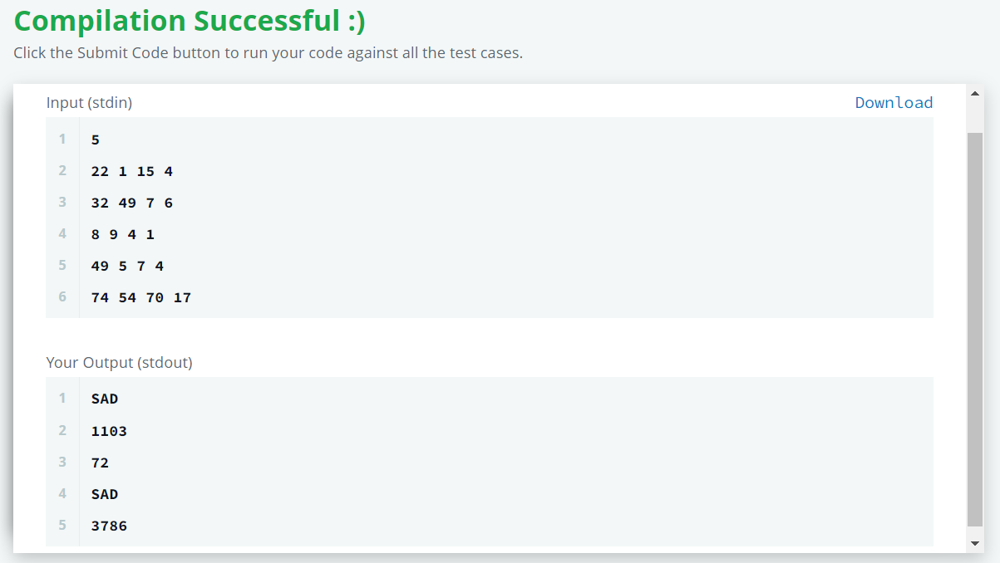 Compilation Successful :)
Click the Submit Code button to run your code against all the test cases.
Input (stdin) Download
1 5
2 22 1 15 4
3 32 49 7 6
4 8 9 4 1
5 49 5 7 4
6 74 54 70 17
Your Output (stdout)
1 SAD
2 1103
3 72
4 SAD
5 3786